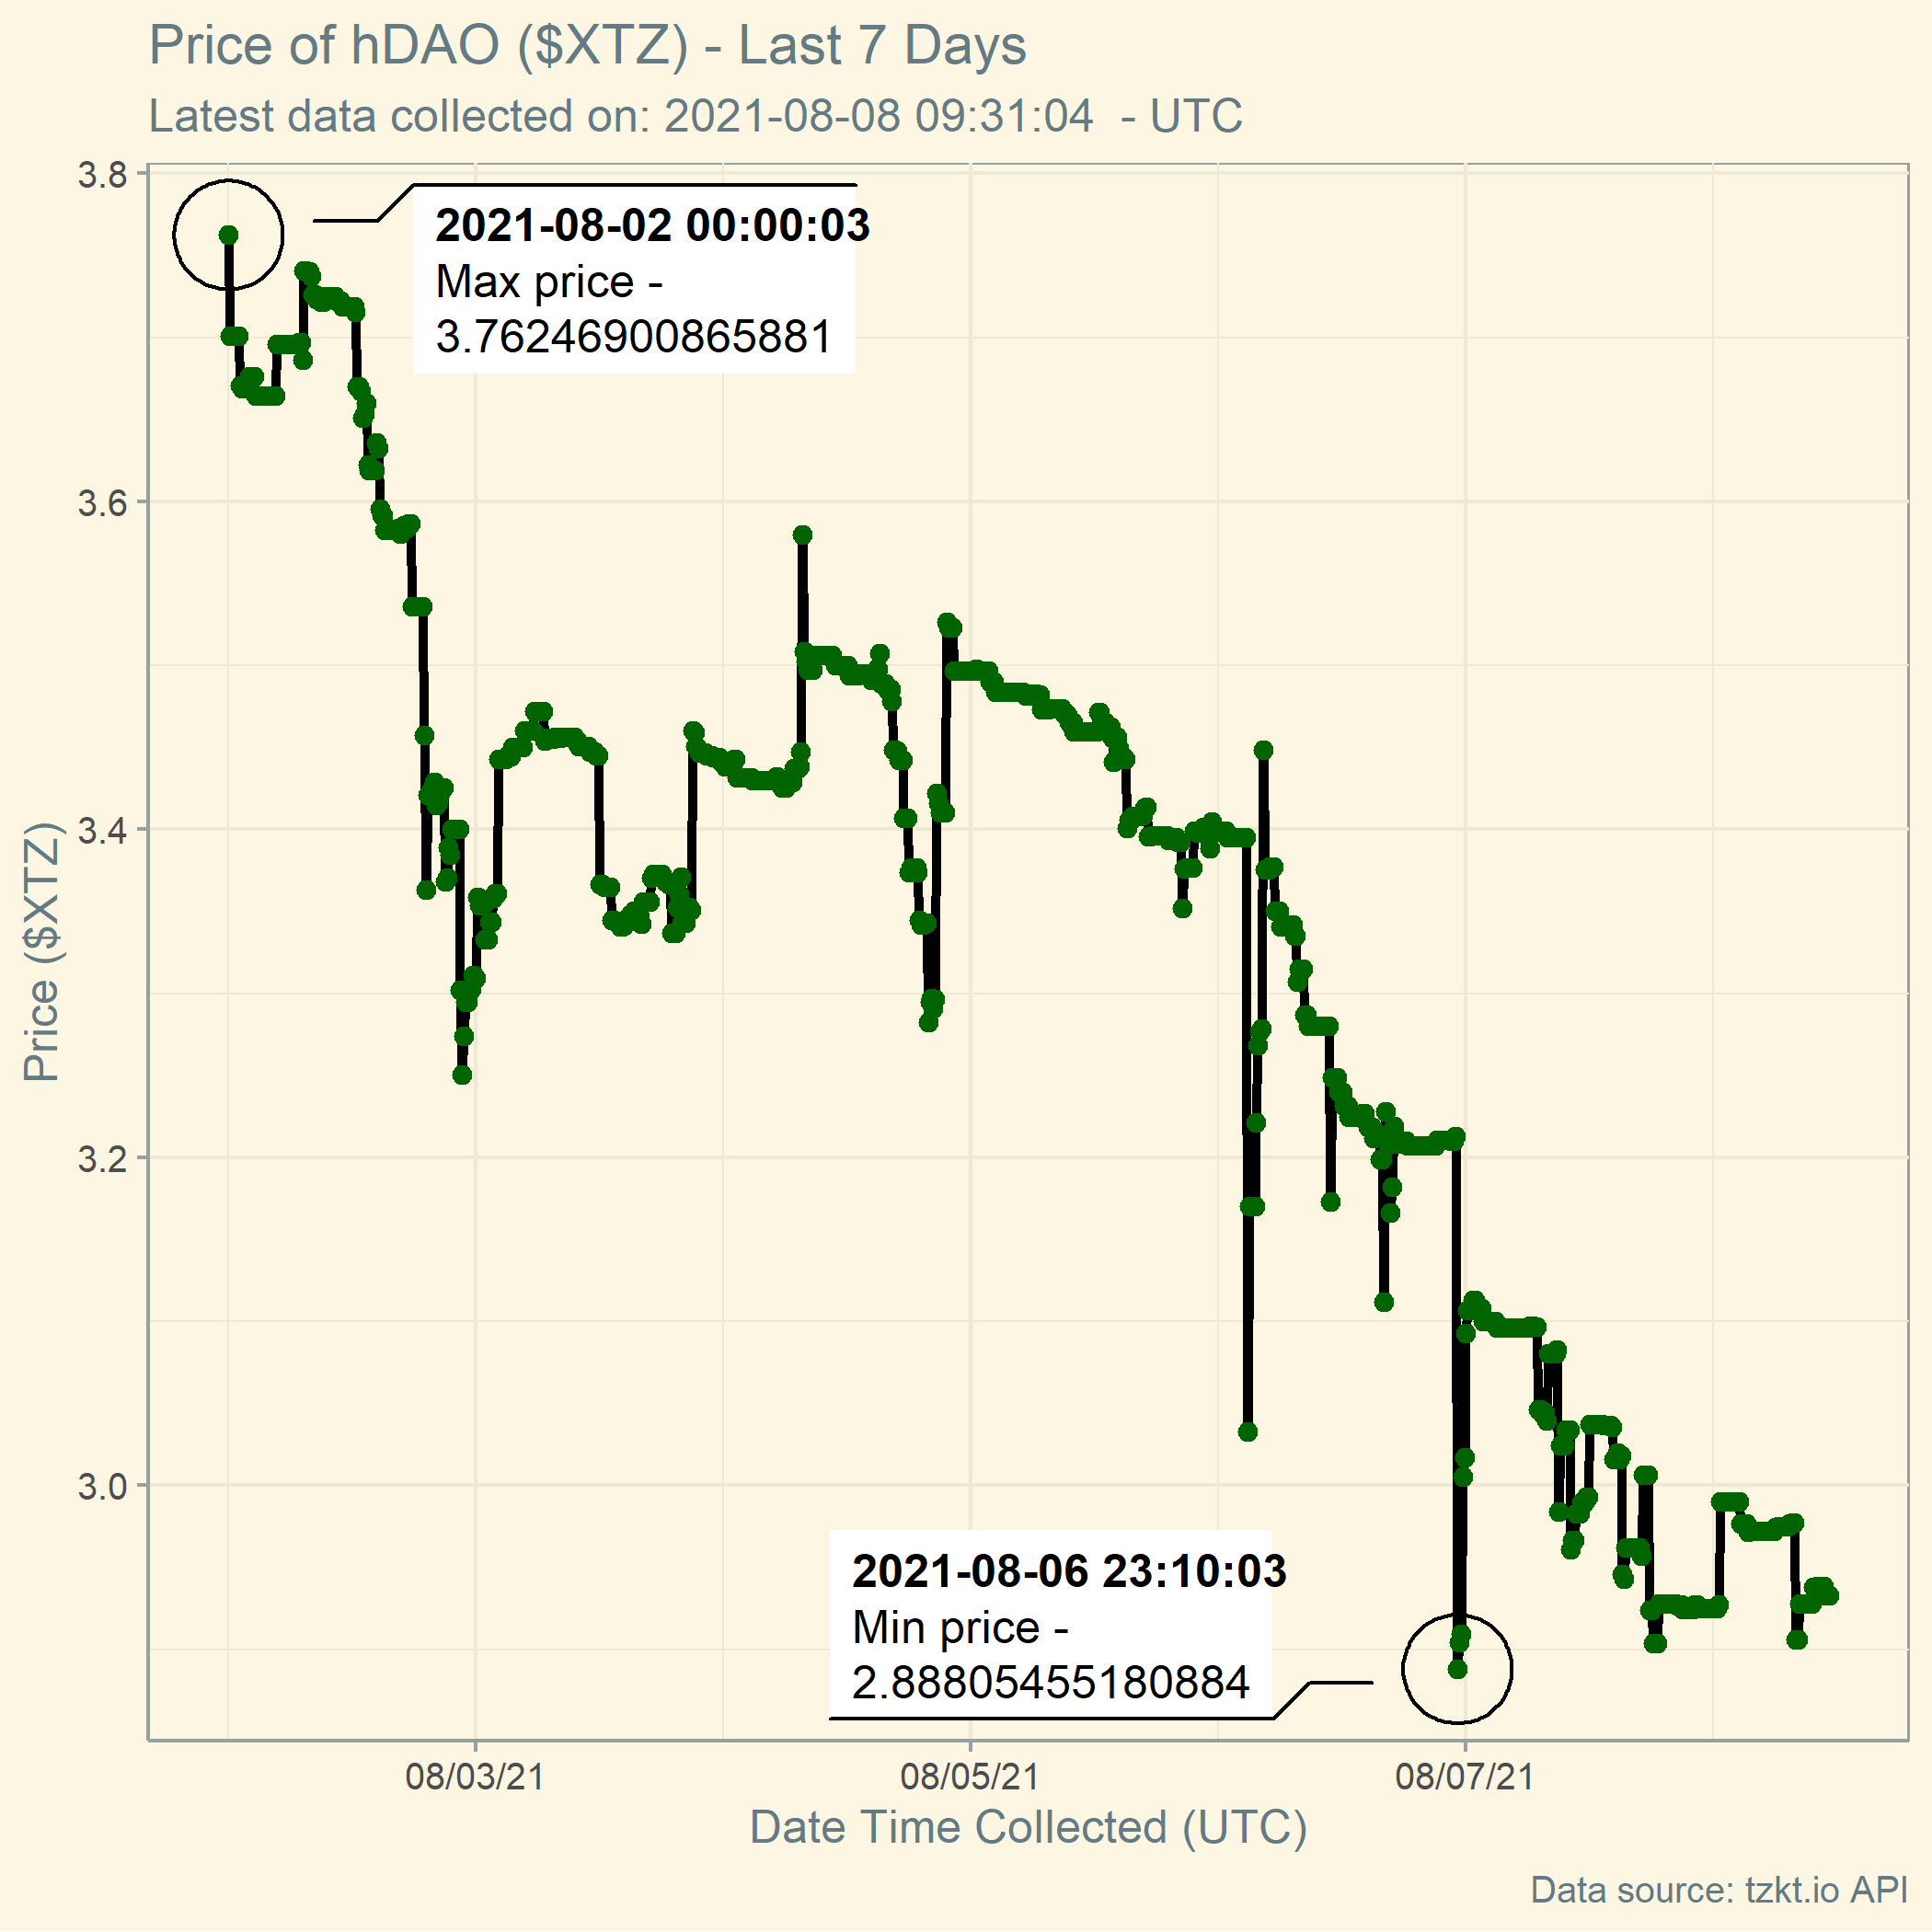 Price of hDAO ($XTZ) - Last 7 Days
Latest data collected on: 2021-08-08 09:31:04  - UTC
3.8
3.6
3.4
3.2
3.0
Price ($XTZ)
2021-08-02 00:00:03
Max price -
3.76246900865881
2021-08-06 23:10:03
Min price -
2.88805455180884
08/03/21
08/05/21
08/07/21
Date Time Collected (UTC)
Data source: tzkt.io API